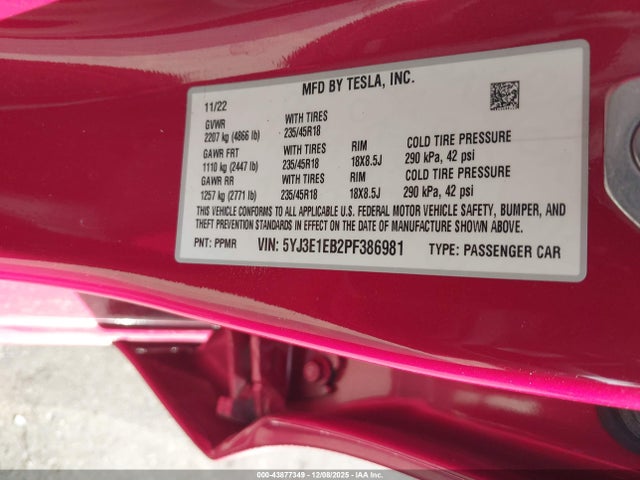 MFD BY TESLA, INC.
11/22
GVWR WITH TIRES
2207 kg (4866 lb) 235/45R18
GAWR FRT WITH TIRES RIM COLD TIRE PRESSURE
1110 kg (2447 lb) 235/45R18 18X8.5J 290 kPa, 42 psi
GAWR RR WITH TIRES RIM COLD TIRE PRESSURE
1257 kg (2771 lb) 235/45R18 18X8.5J 290 kPa, 42 psi
THIS VEHICLE CONFORMS TO ALL APPLICABLE U.S. FEDERAL MOTOR VEHICLE SAFETY, BUMPER, AND
THEFT PREVENTION STANDARDS IN EFFECT ON THE DATE OF MANUFACTURE SHOWN ABOVE.
PNT: PPMR VIN: 5YJ3E1EB2PF386981 TYPE: PASSENGER CAR
000-43877349 | 12/08/2025 - IAA Inc.